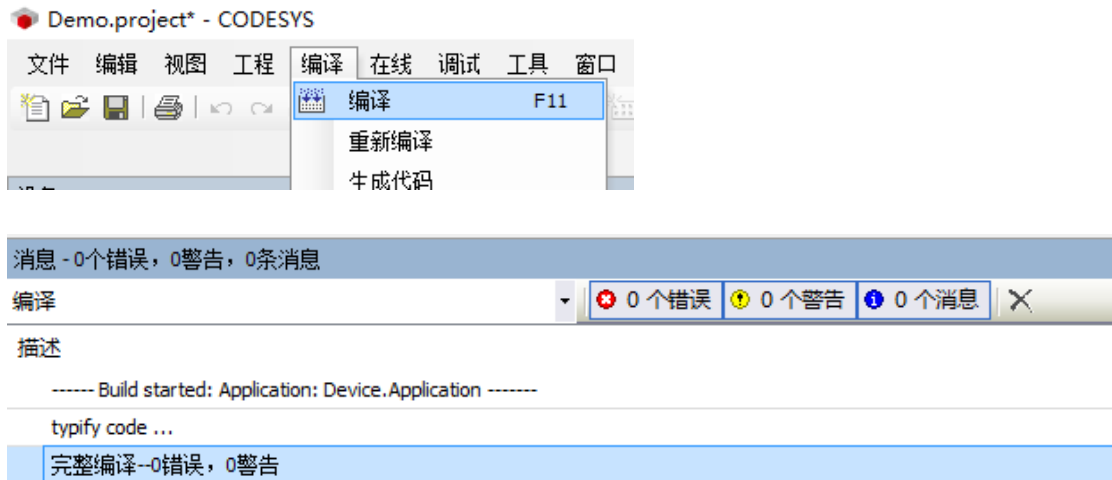 Demo.project* - CODESYS
文件 编辑 视图 工程 编译 在线 调试 工具 窗口
编译 F11
重新编译
生成代码
消息 - 0个错误，0警告，0条消息
编译 0 个错误 0 个警告 0 个消息
描述
------ Build started: Application: Device.Application -------
typify code ...
完整编译--0错误，0警告